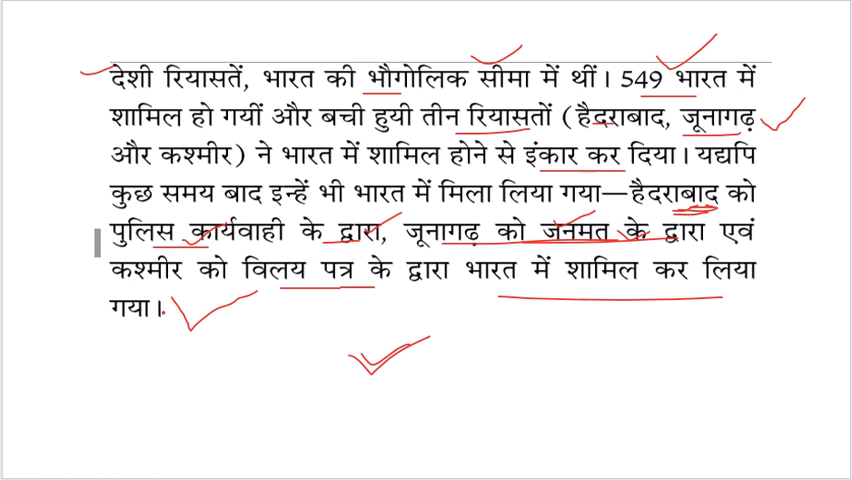 देशी रियासतें, भारत की भौगोलिक सीमा में थीं। 549 भारत में
शामिल हो गयीं और बची हुयी तीन रियासतों (हैदराबाद, जूनागढ़
और कश्मीर) ने भारत में शामिल होने से इंकार कर दिया। यद्यपि
कुछ समय बाद इन्हें भी भारत में मिला लिया गया—हैदराबाद को
पुलिस कार्यवाही के द्वारा, जूनागढ़ को जनमत के द्वारा एवं
कश्मीर को विलय पत्र के द्वारा भारत में शामिल कर लिया
गया।